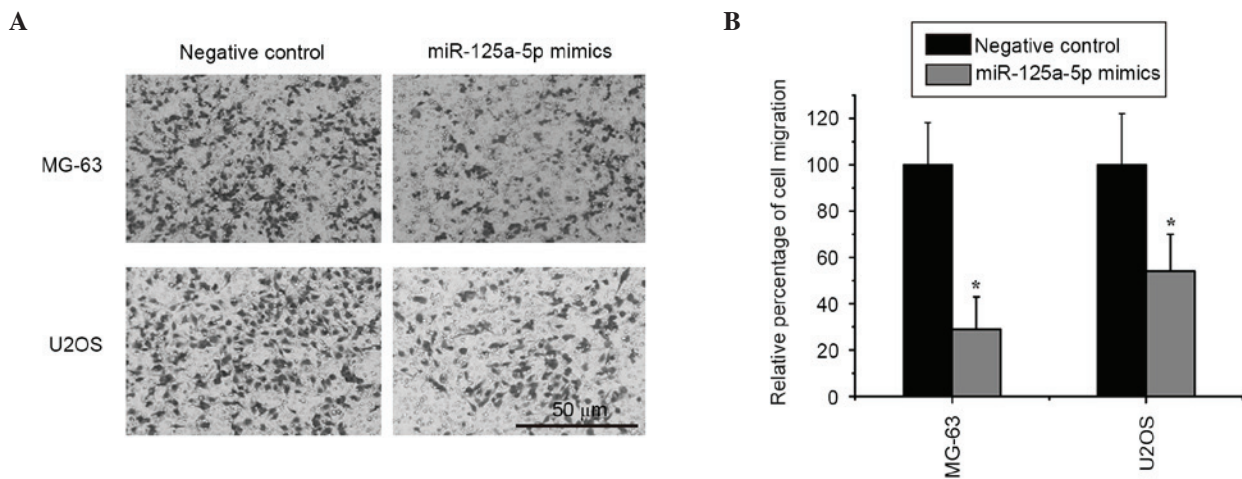 A
Negative control
miR-125a-5p mimics
MG-63
U2OS
50 μm
B
Negative control
miR-125a-5p mimics
Relative percentage of cell migration
120
100
80
60
40
20
0
*
*
MG-63
U2OS